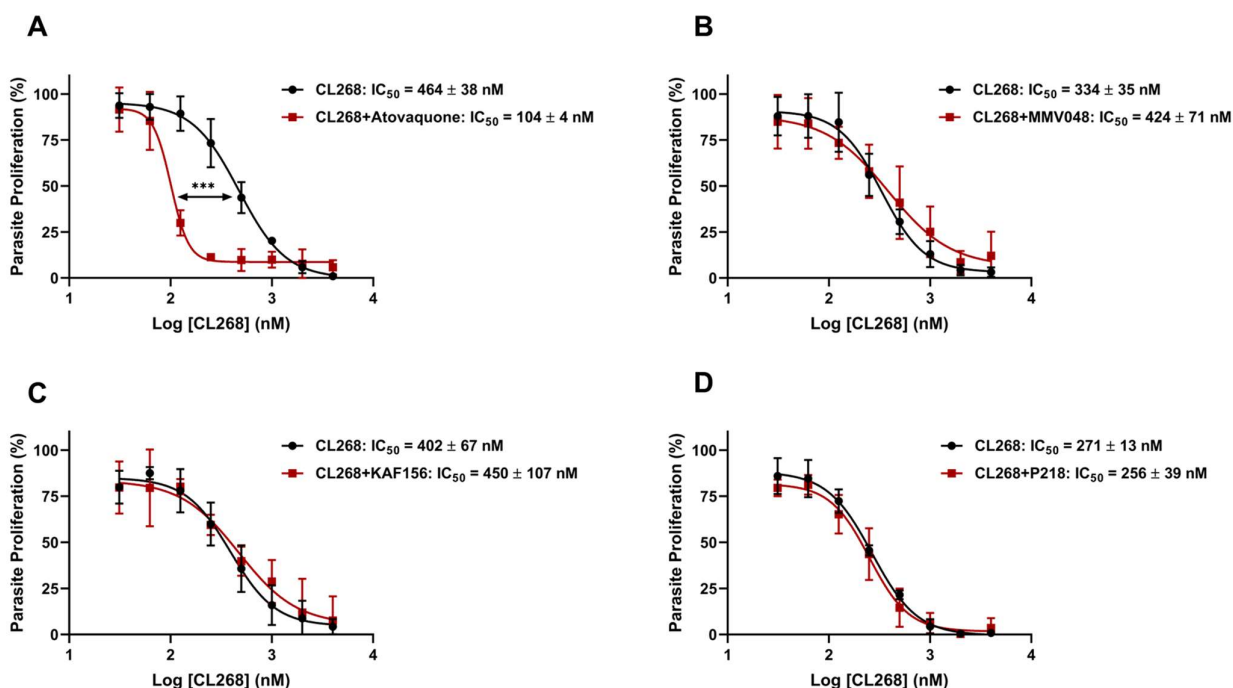 A
CL268: IC50 = 464 ± 38 nM
CL268+Atovaquone: IC50 = 104 ± 4 nM
***
Parasite Proliferation (%)
100
75
50
25
0
1 2 3 4
Log [CL268] (nM)
B
CL268: IC50 = 334 ± 35 nM
CL268+MMV048: IC50 = 424 ± 71 nM
Parasite Proliferation (%)
100
75
50
25
0
1 2 3 4
Log [CL268] (nM)
C
CL268: IC50 = 402 ± 67 nM
CL268+KAF156: IC50 = 450 ± 107 nM
Parasite Proliferation (%)
100
75
50
25
0
1 2 3 4
Log [CL268] (nM)
D
CL268: IC50 = 271 ± 13 nM
CL268+P218: IC50 = 256 ± 39 nM
Parasite Proliferation (%)
100
75
50
25
0
1 2 3 4
Log [CL268] (nM)